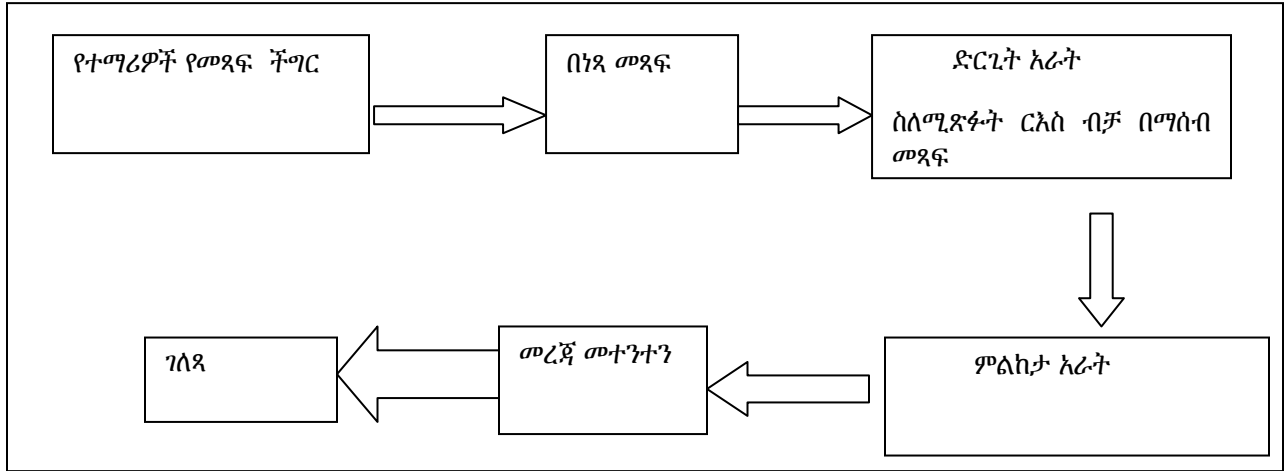 የተማሪዎች የመጻፍ ችግር
በነጻ መጻፍ
ድርጊት አራት
ስለሚጽፉት ርእስ ብቻ በማሰብ
መጻፍ
ምልከታ አራት
መረጃ መተንተን
ገለጻ